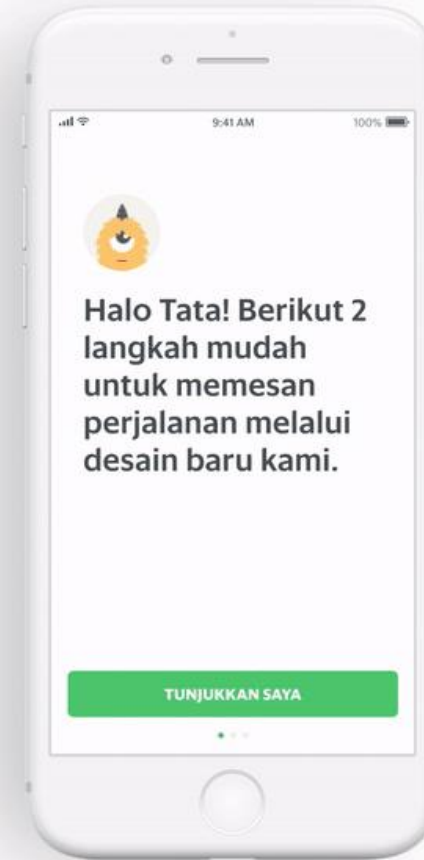 9:41 AM
100%
Halo Tata! Berikut 2
langkah mudah
untuk memesan
perjalanan melalui
desain baru kami.
TUNJUKKAN SAYA